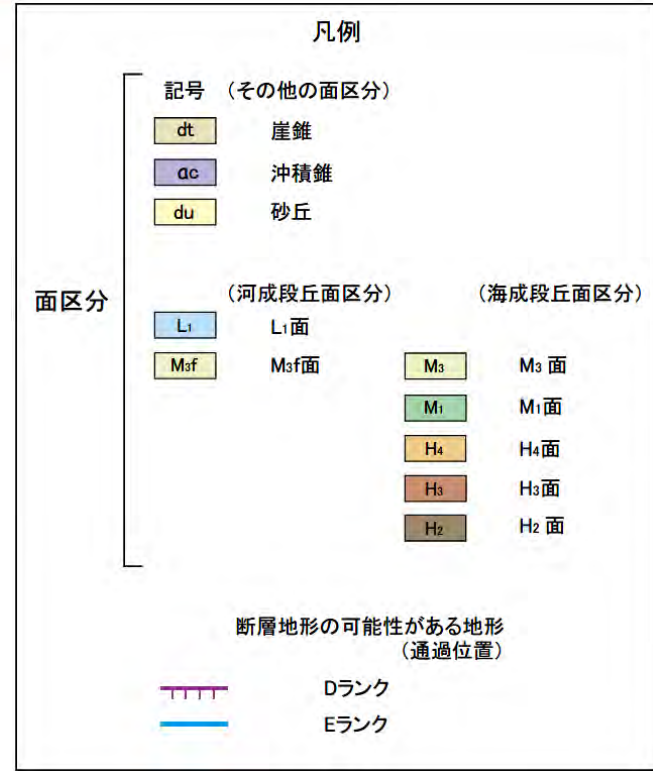 凡例
面区分
記号 (その他の面区分)
dt 崖錐
ac 沖積錐
du 砂丘
(河成段丘面区分) (海成段丘面区分)
L1 L1面
M3f M3f面 M3 M3 面
M1 M1面
H4 H4面
H3 H3面
H2 H2 面
断層地形の可能性がある地形
(通過位置)
Dランク
Eランク